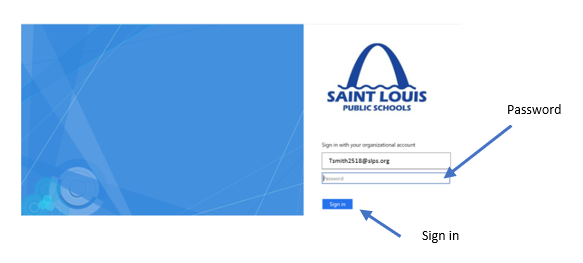 SAINT LOUIS
PUBLIC SCHOOLS
Password
Sign in with your organizational account
Tsmith2518@slps.org
Password
Sign in
Sign in